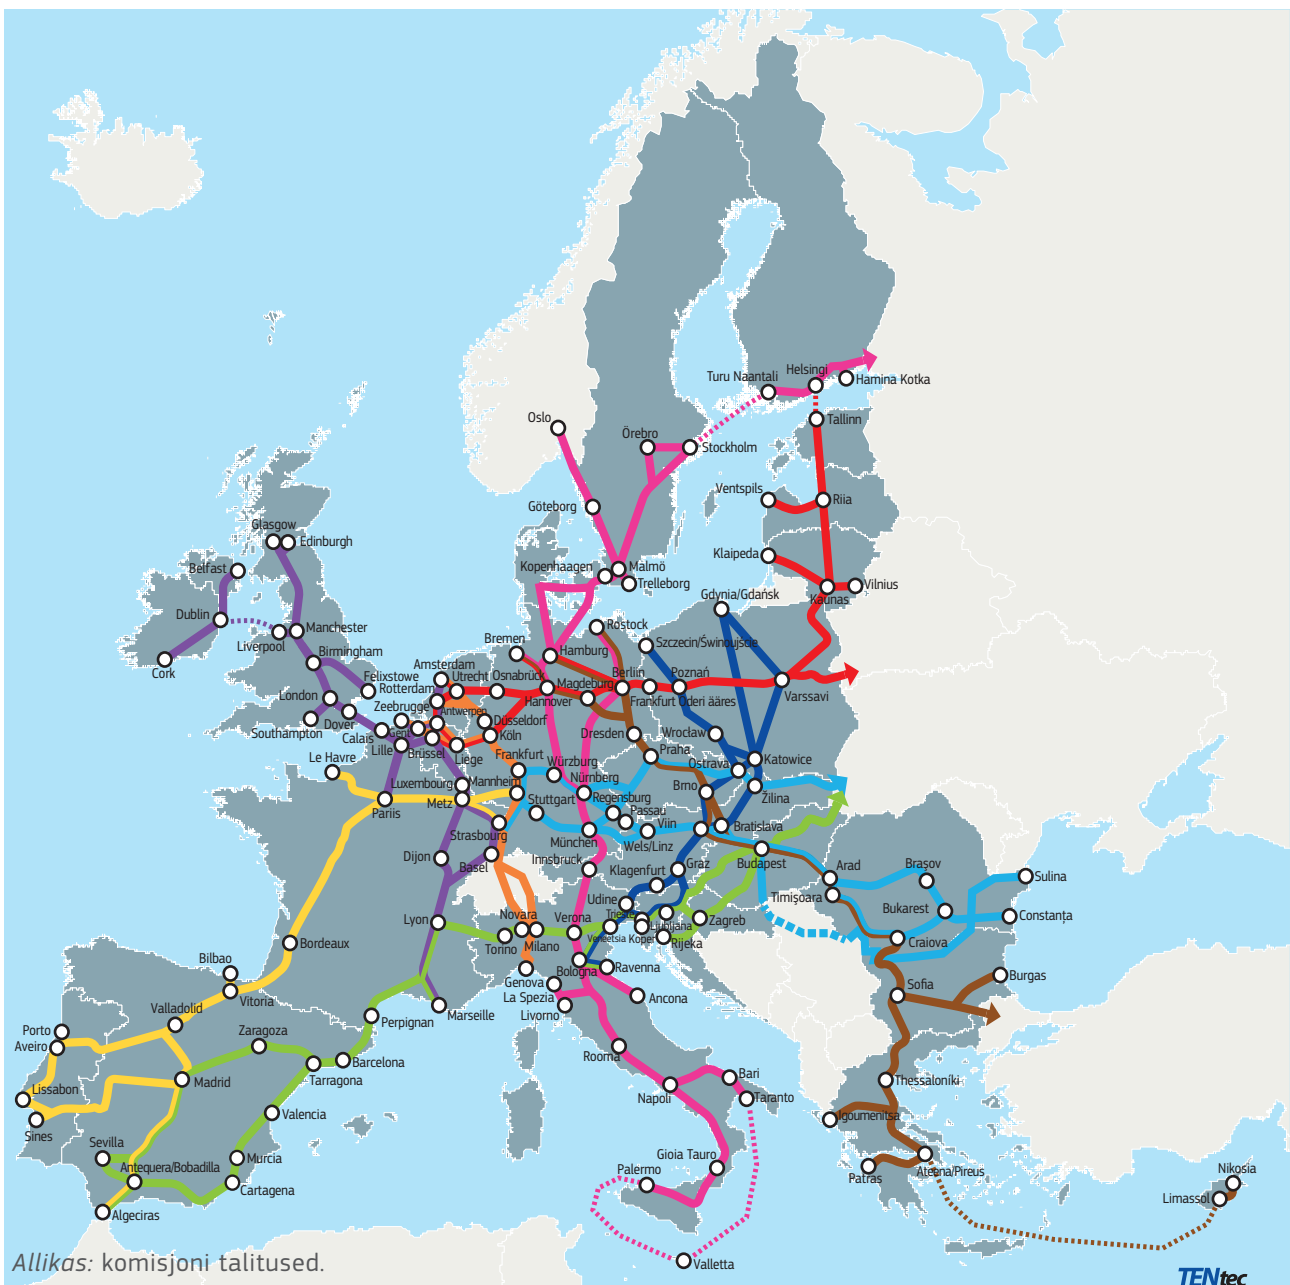 Turu Naantali
Helsingi
Hamina Kotka
Oslo
Örebro
Stockholm
Tallinn
Göteborg
Ventspils
Riia
Glasgow
Edinburgh
Belfast
Kopenhaagen
Malmö
Trelleborg
Klaipeda
Kaunas
Vilnius
Dublin
Manchester
Liverpool
Cork
Birmingham
Felixstowe
Gdynia/Gdańsk
Rostock
Szczecin/Świnoujście
Bremen
Hamburg
Amsterdam
Utrecht
Osnabrück
Rotterdam
London
Magdeburg
Berliin
Poznań
Varssavi
Zeebrugge
Antwerpen
Hannover
Frankfurt Oderi ääres
Southampton
Dover
Calais
Gent
Düsseldorf
Köln
Dresden
Wrocław
Lille
Brüssel
Liège
Frankfurt
Praha
Le Havre
Würzburg
Ostrava
Katowice
Luxembourg
Mannheim
Nürnberg
Brno
Žilina
Pariis
Metz
Stuttgart
Regensburg
Passau
Viin
Strasbourg
München
Wels/Linz
Bratislava
Dijon
Basel
Innsbruck
Klagenfurt
Graz
Budapest
Arad
Braşov
Sulina
Timişoara
Udine
Lyon
Novara
Verona
Trieste
Ljubljana
Zagreb
Bukarest
Constanţa
Torino
Milano
Veneetsia
Koper
Rijeka
Craiova
Bordeaux
Bilbao
Genova
Bologna
Ravenna
Vitoria
La Spezia
Ancona
Burgas
Sofia
Valladolid
Livorno
Marseille
Perpignan
Porto
Aveiro
Zaragoza
Rooma
Barcelona
Tarragona
Madrid
Bari
Thessaloníki
Lissabon
Napoli
Taranto
Sines
Valencia
Igoumenitsa
Sevilla
Antequera/Bobadilla
Murcia
Gioia Tauro
Palermo
Patras
Ateena/Pireus
Nikosia
Cartagena
Limassol
Algeciras
Valletta
Allikas: komisjoni talitused.
TENtec